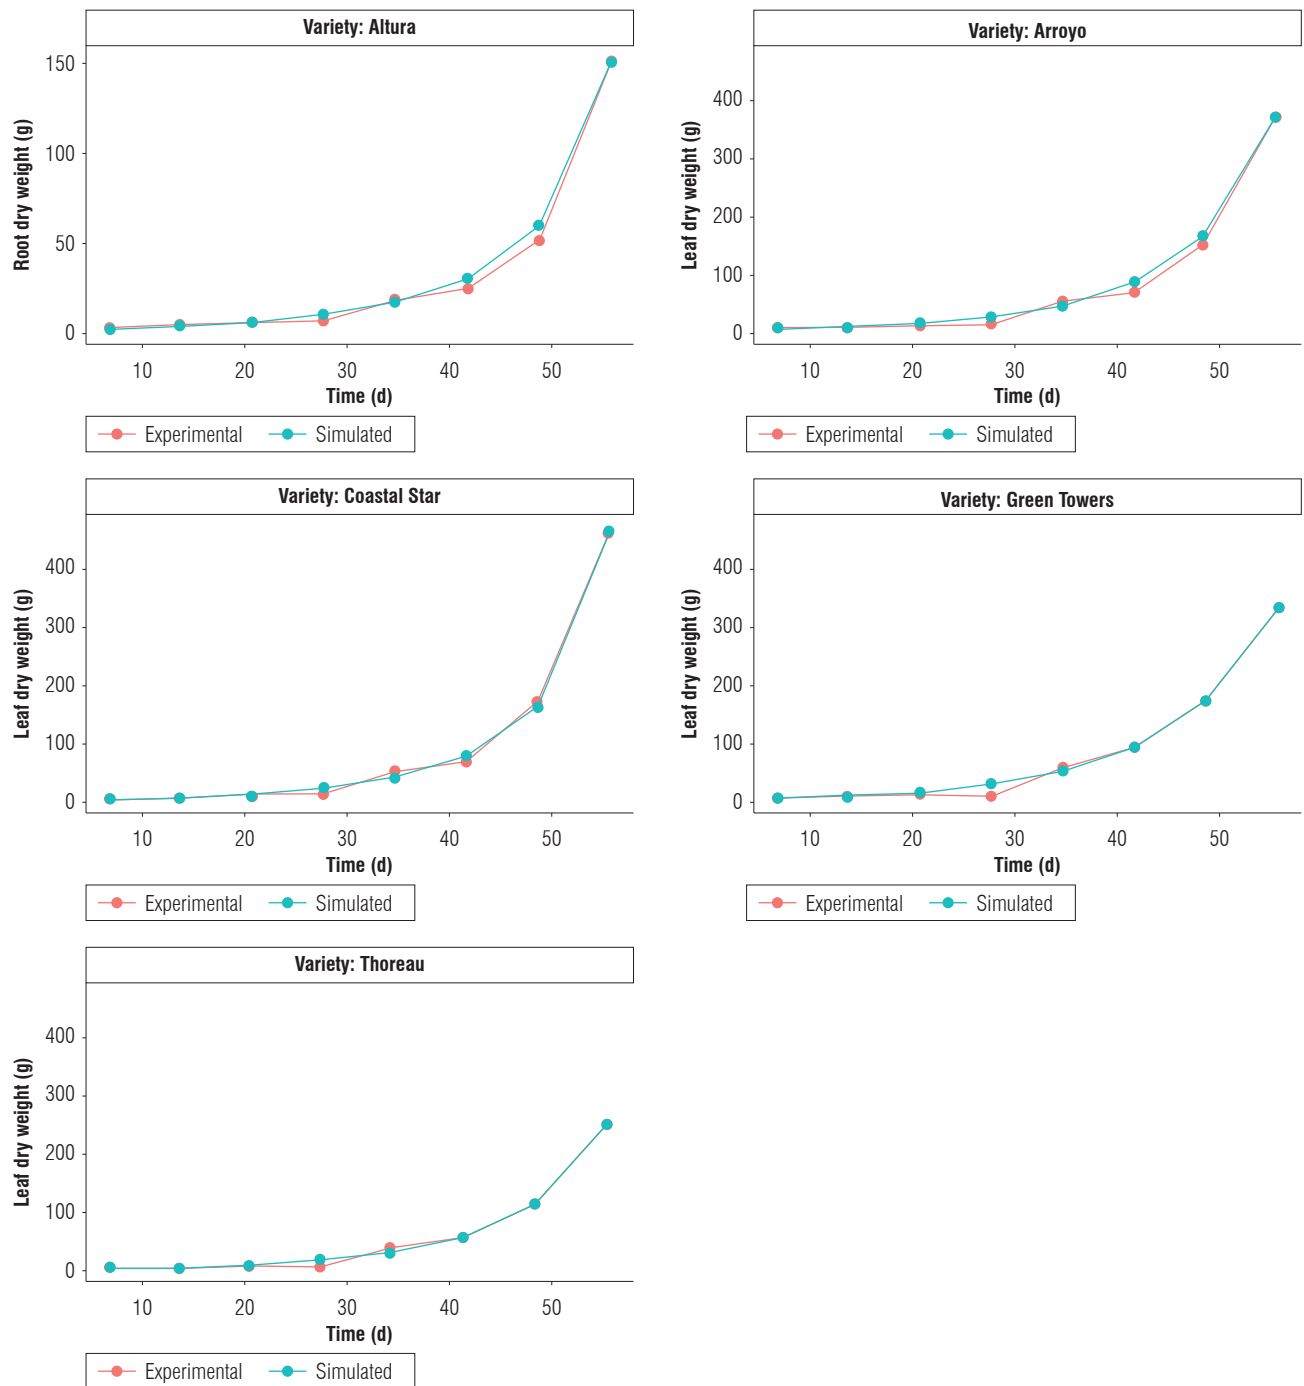 Variety: Altura
Root dry weight (g)
150
100
50
0
10 20 30 40 50
Time (d)
Experimental Simulated
Variety: Arroyo
Leaf dry weight (g)
400
300
200
100
0
10 20 30 40 50
Time (d)
Experimental Simulated
Variety: Coastal Star
Leaf dry weight (g)
400
300
200
100
0
10 20 30 40 50
Time (d)
Experimental Simulated
Variety: Green Towers
Leaf dry weight (g)
400
300
200
100
0
10 20 30 40 50
Time (d)
Experimental Simulated
Variety: Thoreau
Leaf dry weight (g)
400
300
200
100
0
10 20 30 40 50
Time (d)
Experimental Simulated